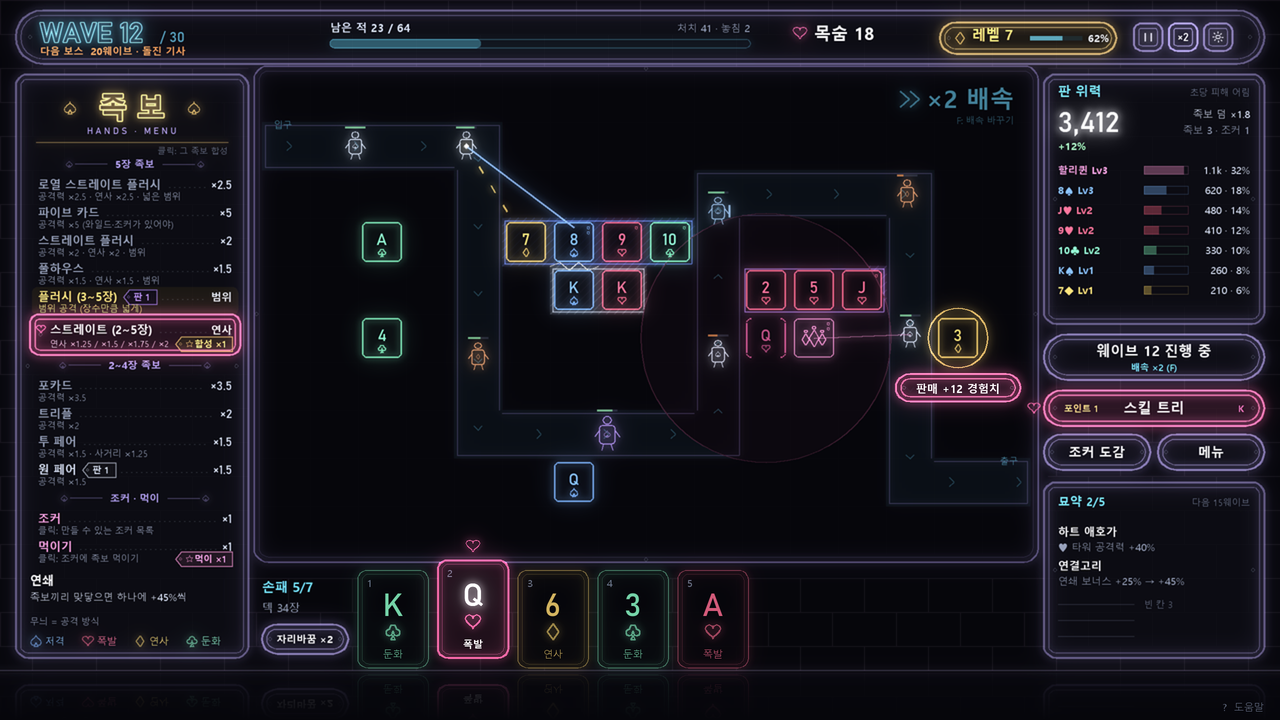 WAVE 12 / 30
다음 보스 20웨이브 · 돌진 기사
남은 적 23 / 64
처치 41 · 놓침 2
목숨 18
레벨 7
62%
×2
족보
HANDS · MENU
클릭: 그 족보 합성
5장 족보
로열 스트레이트 플러시 ×2.5
공격력 ×2.5 · 연사 ×2.5 · 넓은 범위
파이브 카드 ×5
공격력 ×5 (와일드·조커가 있어야)
스트레이트 플러시 ×2
공격력 ×2 · 연사 ×2 · 범위
풀하우스 ×1.5
공격력 ×1.5 · 연사 ×1.5 · 범위
플러시 (3~5장) 판 1 범위
범위 공격 (장수만큼 넓게)
스트레이트 (2~5장) 연사
연사 ×1.25 / ×1.5 / ×1.75 / ×2 ☆합성 ×1
2~4장 족보
포카드 ×3.5
공격력 ×3.5
트리플 ×2
공격력 ×2
투 페어 ×1.5
공격력 ×1.5 · 사거리 ×1.25
원 페어 판 1 ×1.5
공격력 ×1.5
조커 · 먹이
조커 ×1
클릭: 만들 수 있는 조커 목록
먹이기 ×1
클릭: 조커에 족보 먹이기 ☆먹이 ×1
연쇄
족보끼리 맞닿으면 하나에 +45%씩
무늬 = 공격 방식
저격 폭발 연사 둔화
입구
×2 배속
F: 배속 바꾸기
A
7 8 9 10
K K
2 5 J
4
Q
3
판매 +12 경험치
출구
Q
손패 5/7
덱 34장
자리바꿈 ×2
1 K 둔화
2 Q 폭발
3 6 연사
4 3 둔화
5 A 폭발
판 위력 초당 피해 어림
3,412
+12%
족보 덤 ×1.8
족보 3 · 조커 1
할리퀸 Lv3 1.1k · 32%
8♠ Lv3 620 · 18%
J♥ Lv2 480 · 14%
9♥ Lv2 410 · 12%
10♣ Lv2 330 · 10%
K♠ Lv1 260 · 8%
7♦ Lv1 210 · 6%
웨이브 12 진행 중
배속 ×2 (F)
포인트 1 스킬 트리 K
조커 도감
메뉴
묘약 2/5 다음 15웨이브
하트 애호가
♥ 타워 공격력 +40%
연결고리
연쇄 보너스 +25% → +45%
빈 칸 3
? 도움말